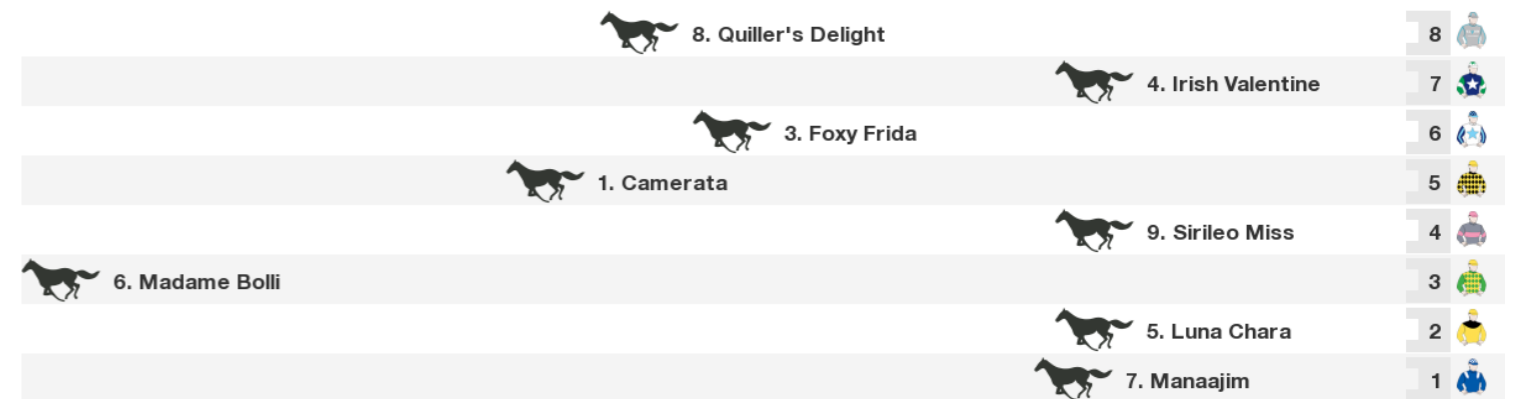 8. Quiller's Delight 8
4. Irish Valentine 7
3. Foxy Frida 6
1. Camerata 5
9. Sirileo Miss 4
6. Madame Bolli 3
5. Luna Chara 2
7. Manaajim 1